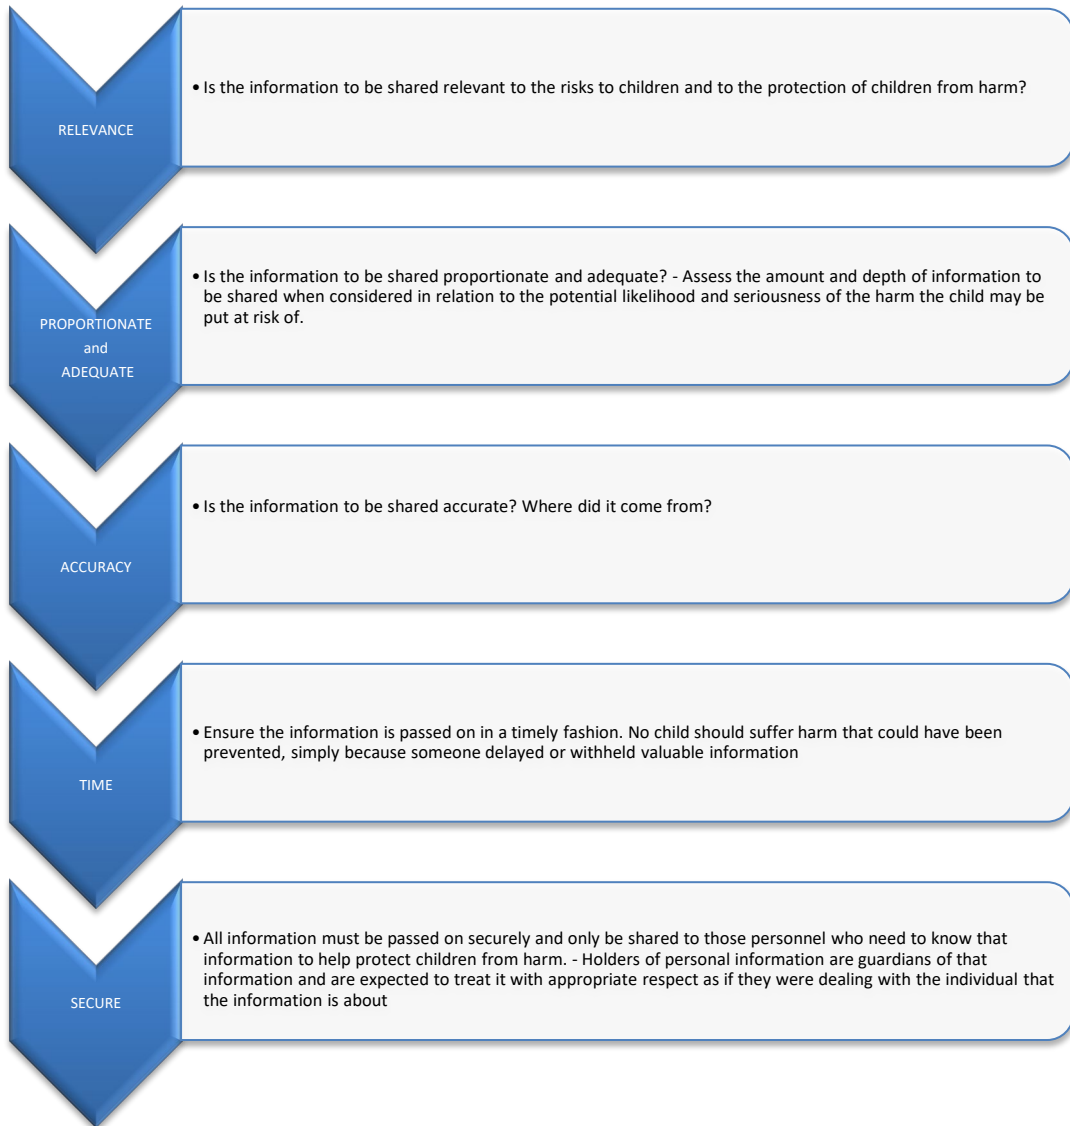 RELEVANCE
• Is the information to be shared relevant to the risks to children and to the protection of children from harm?
PROPORTIONATE
and
ADEQUATE
• Is the information to be shared proportionate and adequate? - Assess the amount and depth of information to
be shared when considered in relation to the potential likelihood and seriousness of the harm the child may be
put at risk of.
ACCURACY
• Is the information to be shared accurate? Where did it come from?
TIME
• Ensure the information is passed on in a timely fashion. No child should suffer harm that could have been
prevented, simply because someone delayed or withheld valuable information
SECURE
• All information must be passed on securely and only be shared to those personnel who need to know that
information to help protect children from harm. - Holders of personal information are guardians of that
information and are expected to treat it with appropriate respect as if they were dealing with the individual that
the information is about